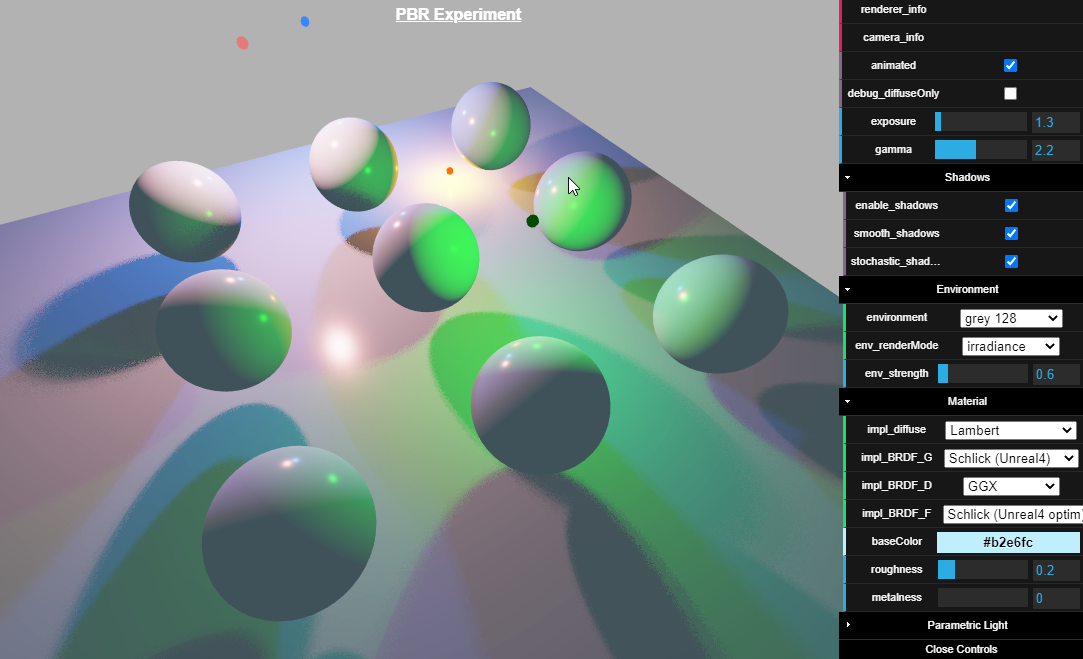 PBR Experiment
renderer_info
camera_info
animated
debug_diffuseOnly
exposure 1.3
gamma 2.2
Shadows
enable_shadows
smooth_shadows
stochastic_shad...
Environment
environment grey 128
env_renderMode irradiance
env_strength 0.6
Material
impl_diffuse Lambert
impl_BRDF_G Schlick (Unreal4)
impl_BRDF_D GGX
impl_BRDF_F Schlick (Unreal4 optim)
baseColor #b2e6fc
roughness 0.2
metalness 0
Parametric Light
Close Controls